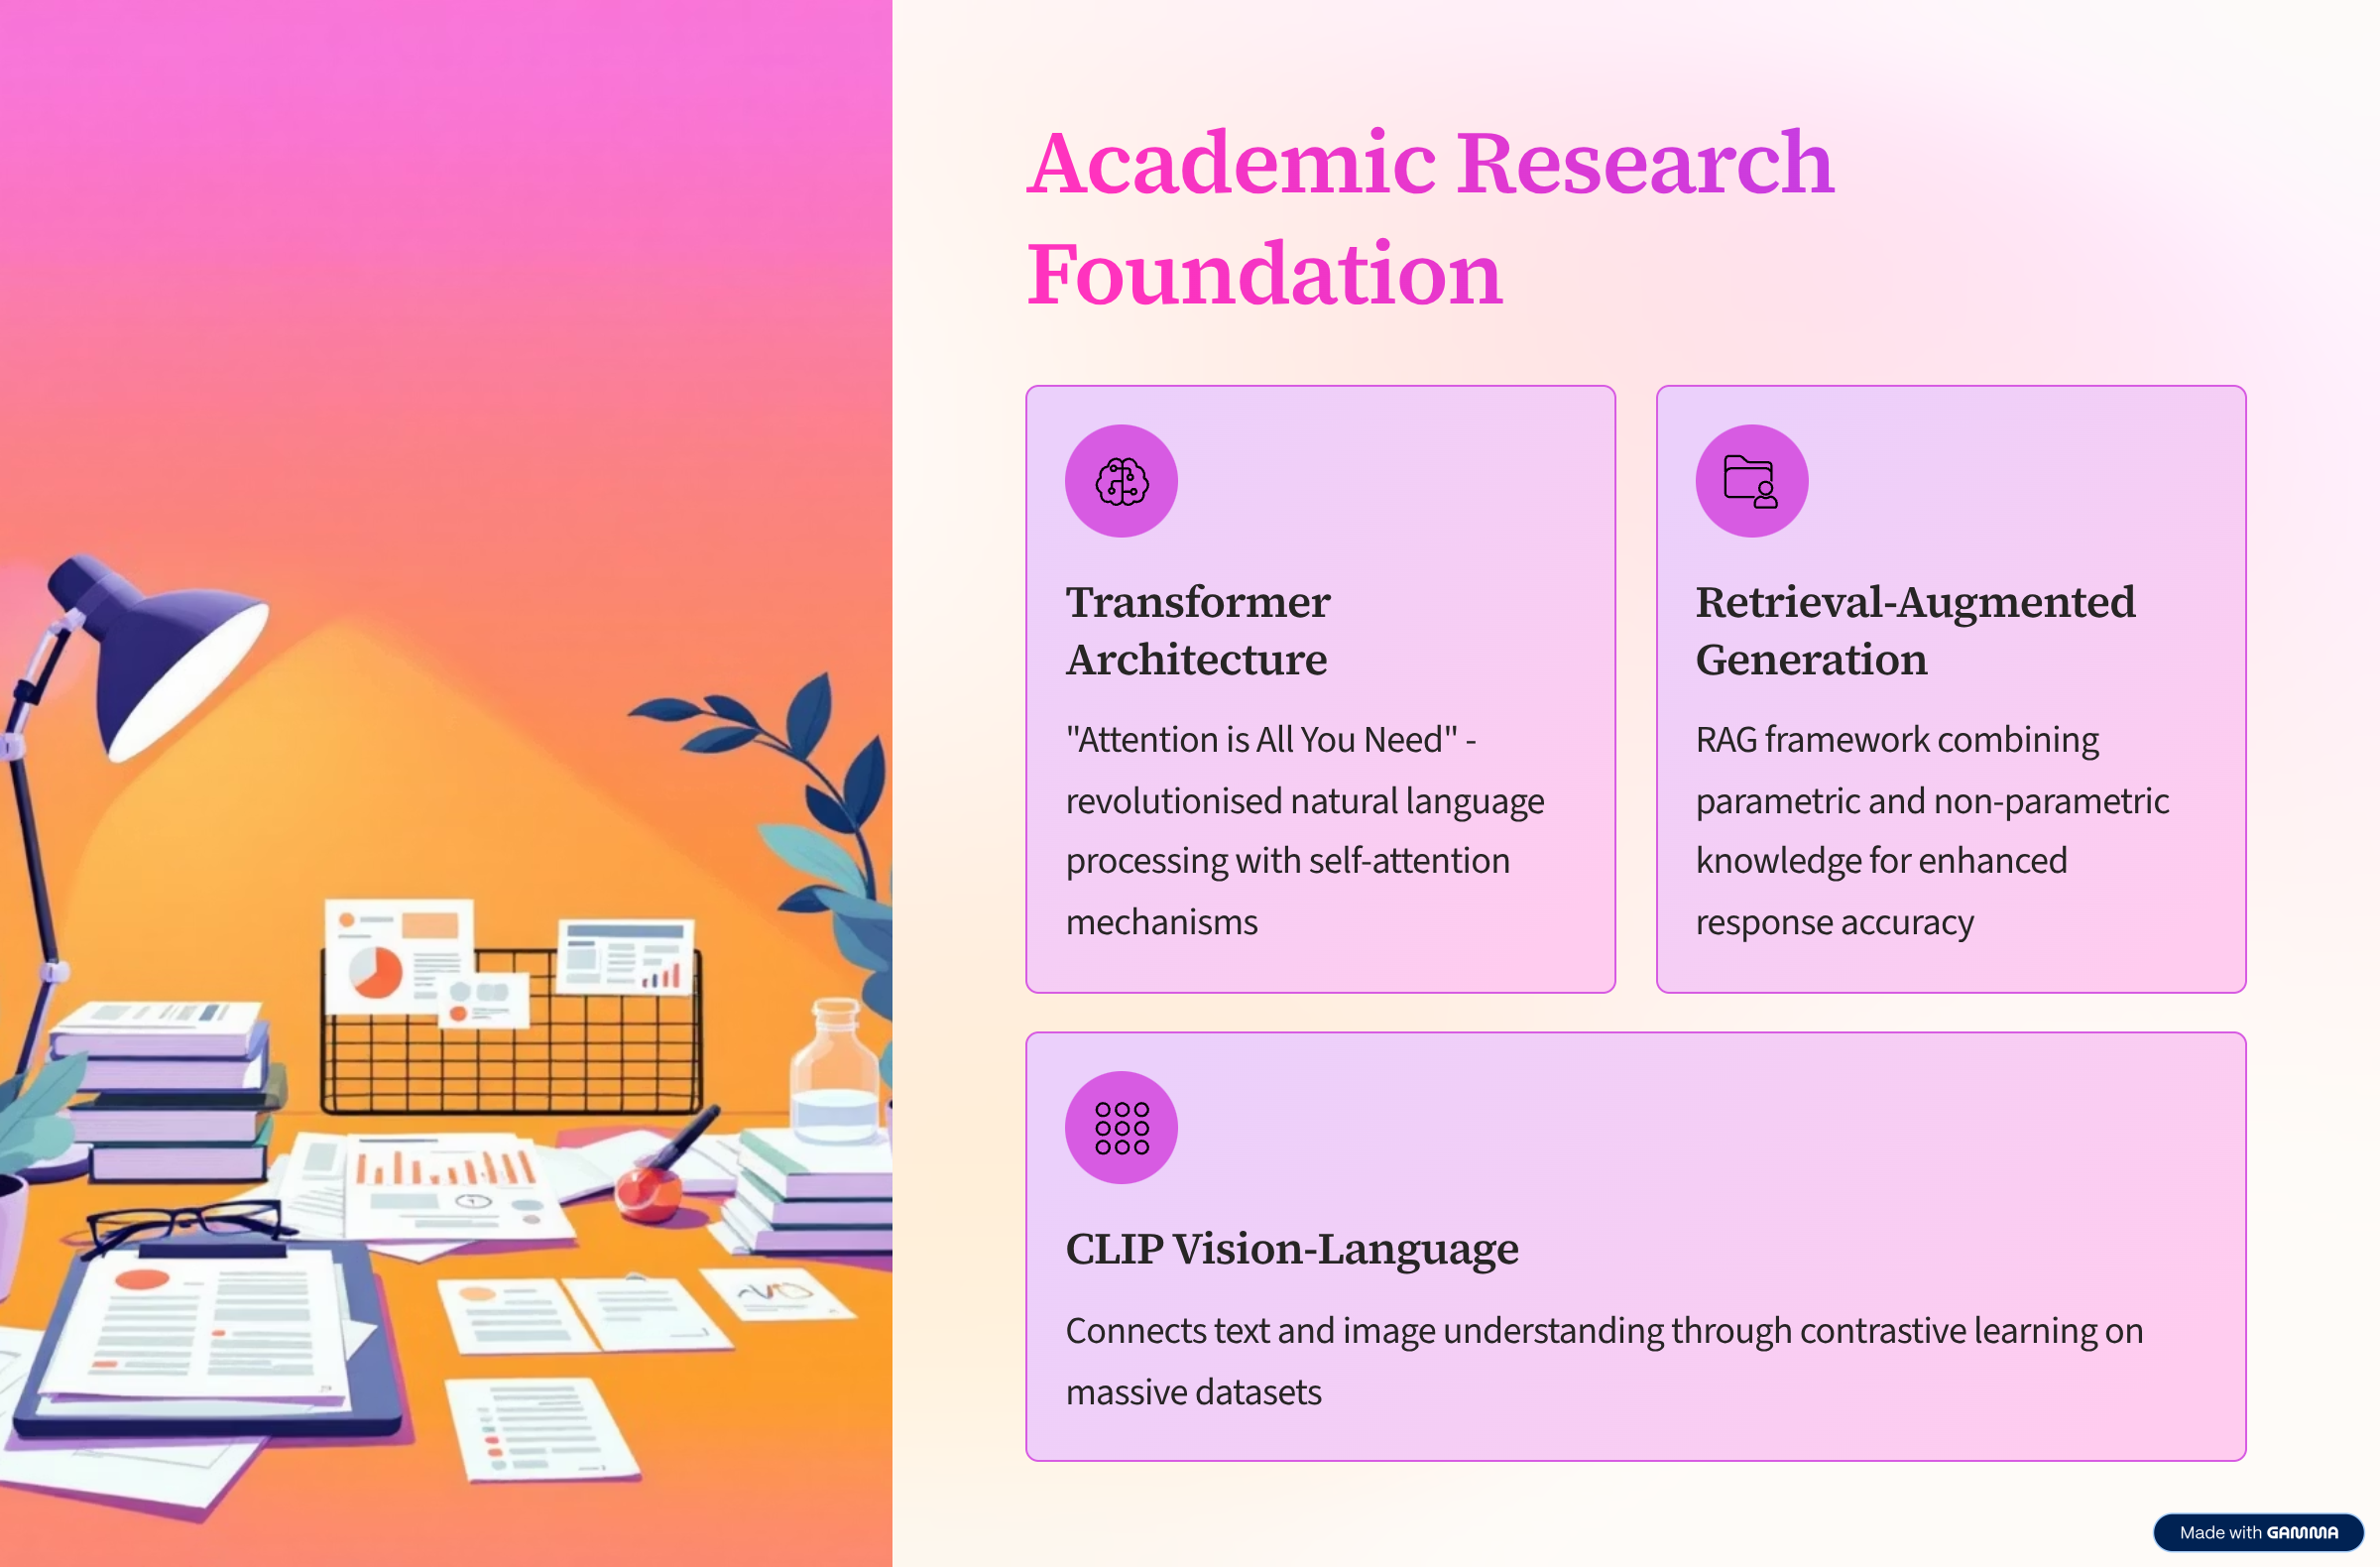 Academic Research
Foundation
Transformer
Architecture
"Attention is All You Need" -
revolutionised natural language
processing with self-attention
mechanisms
Retrieval-Augmented
Generation
RAG framework combining
parametric and non-parametric
knowledge for enhanced
response accuracy
CLIP Vision-Language
Connects text and image understanding through contrastive learning on
massive datasets
Made with GAMMA